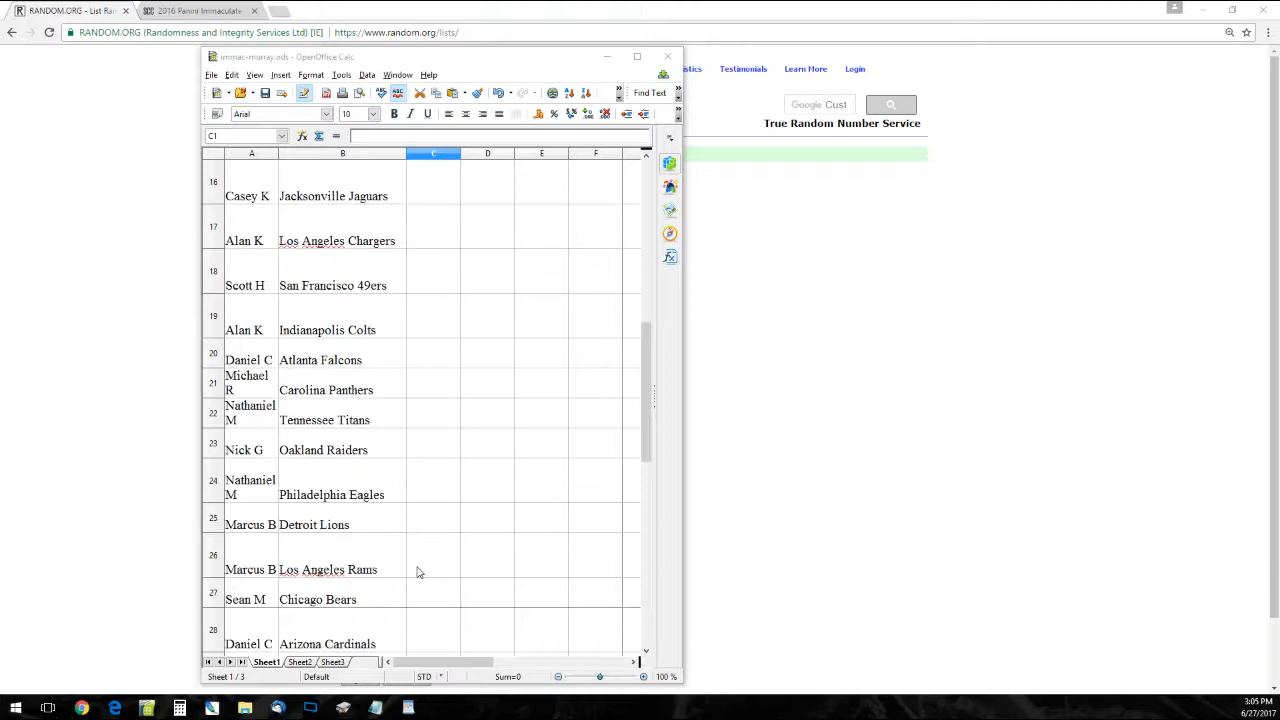 RANDOM.ORG - List Ran
2016 Panini Immaculate
RANDOM.ORG (Randomness and Integrity Services Ltd) [IE]
https://www.random.org/lists/
immac-murray.ods - OpenOffice Calc
File Edit View Insert Format Tools Data Window Help
Find Text
Arial 10
C1
A B C D E F
16 Casey K Jacksonville Jaguars
17 Alan K Los Angeles Chargers
18 Scott H San Francisco 49ers
19 Alan K Indianapolis Colts
20 Daniel C Atlanta Falcons
21 Michael R Carolina Panthers
22 Nathaniel M Tennessee Titans
23 Nick G Oakland Raiders
24 Nathaniel M Philadelphia Eagles
25 Marcus B Detroit Lions
26 Marcus B Los Angeles Rams
27 Sean M Chicago Bears
28 Daniel C Arizona Cardinals
Sheet1 Sheet2 Sheet3
Sheet 1 / 3 Default STD * Sum=0 100 %
istics Testimonials Learn More Login
Google Cust
True Random Number Service
3:05 PM
6/27/2017